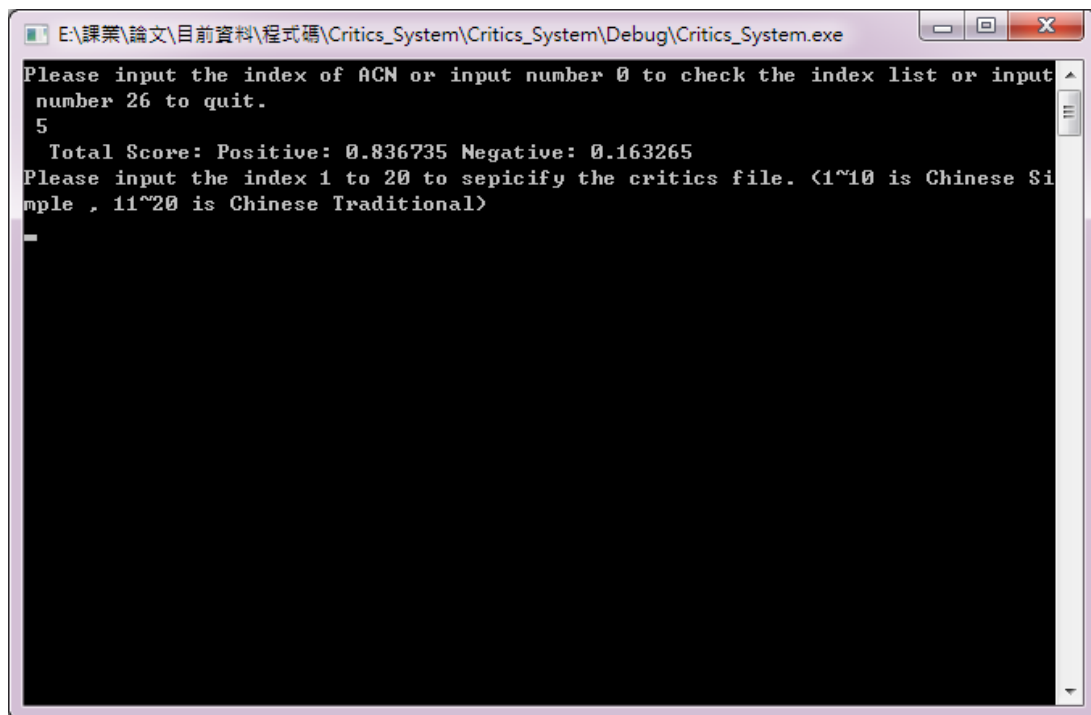 E:\課業\論文\目前資料\程式碼\Critics_System\Critics_System\Debug\Critics_System.exe
Please input the index of ACN or input number 0 to check the index list or input
number 26 to quit.
5
Total Score: Positive: 0.836735 Negative: 0.163265
Please input the index 1 to 20 to sepicify the critics file. (1~10 is Chinese Si
mple , 11~20 is Chinese Traditional)